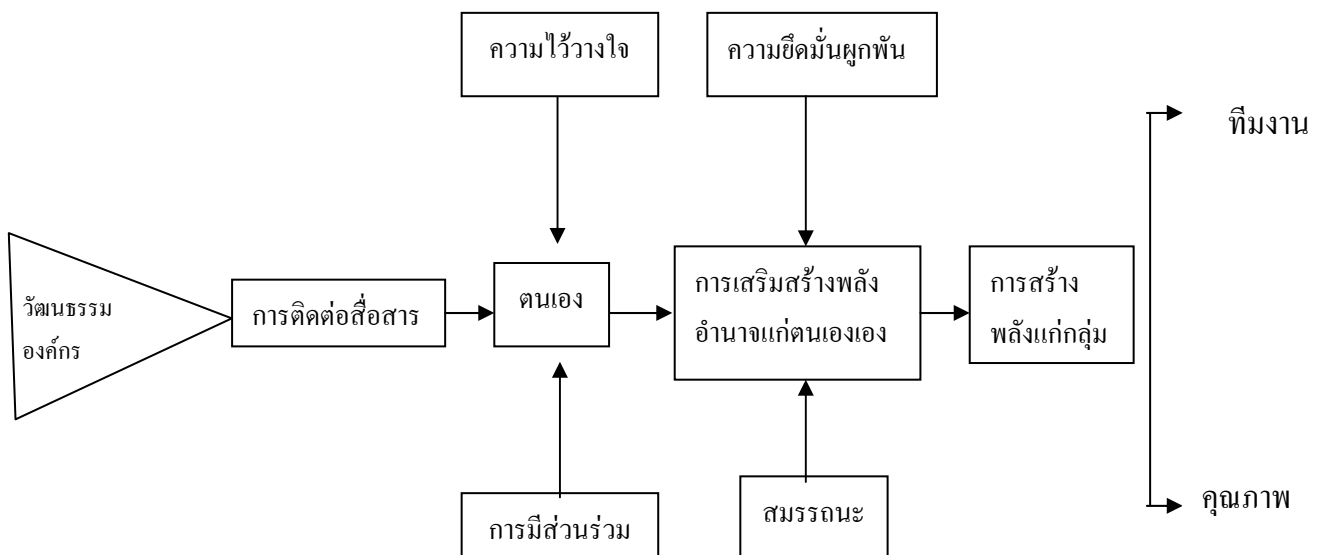 ความไว้วางใจ
ความยึดมั่นผูกพัน
ทีมงาน
วัฒนธรรม
องค์กร
การติดต่อสื่อสาร
ตนเอง
การเสริมสร้างพลัง
อำนาจแก่ตนเองเอง
การสร้าง
พลังแก่กลุ่ม
การมีส่วนร่วม
สมรรถนะ
คุณภาพ